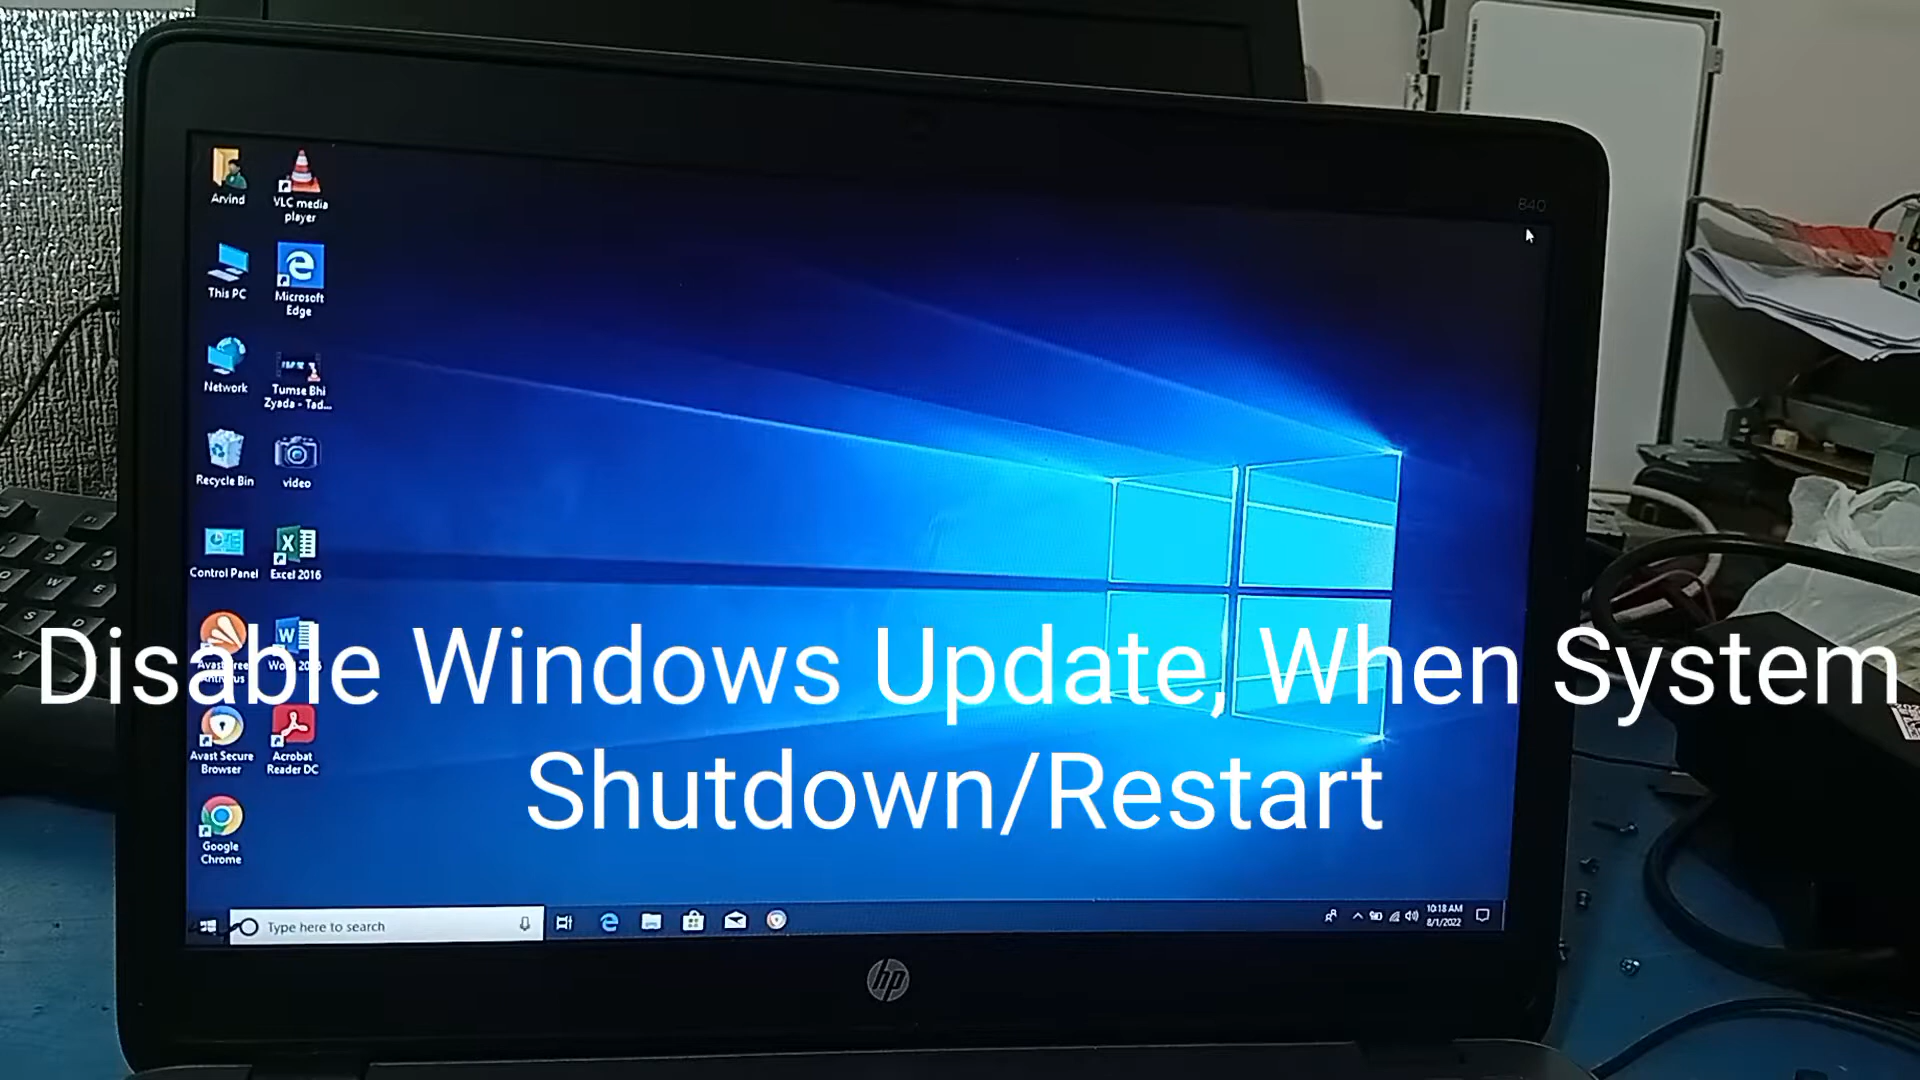 840
Arvind
VLC media
player
This PC
Microsoft
Edge
Network
Tumse Bhi
Zyada - Tad...
Recycle Bin
video
Control Panel
Excel 2016
Disable Windows Update, When System
Shutdown/Restart
Avast Secure
Browser
Acrobat
Reader DC
Google
Chrome
Type here to search
10:18 AM
8/1/2022
hp